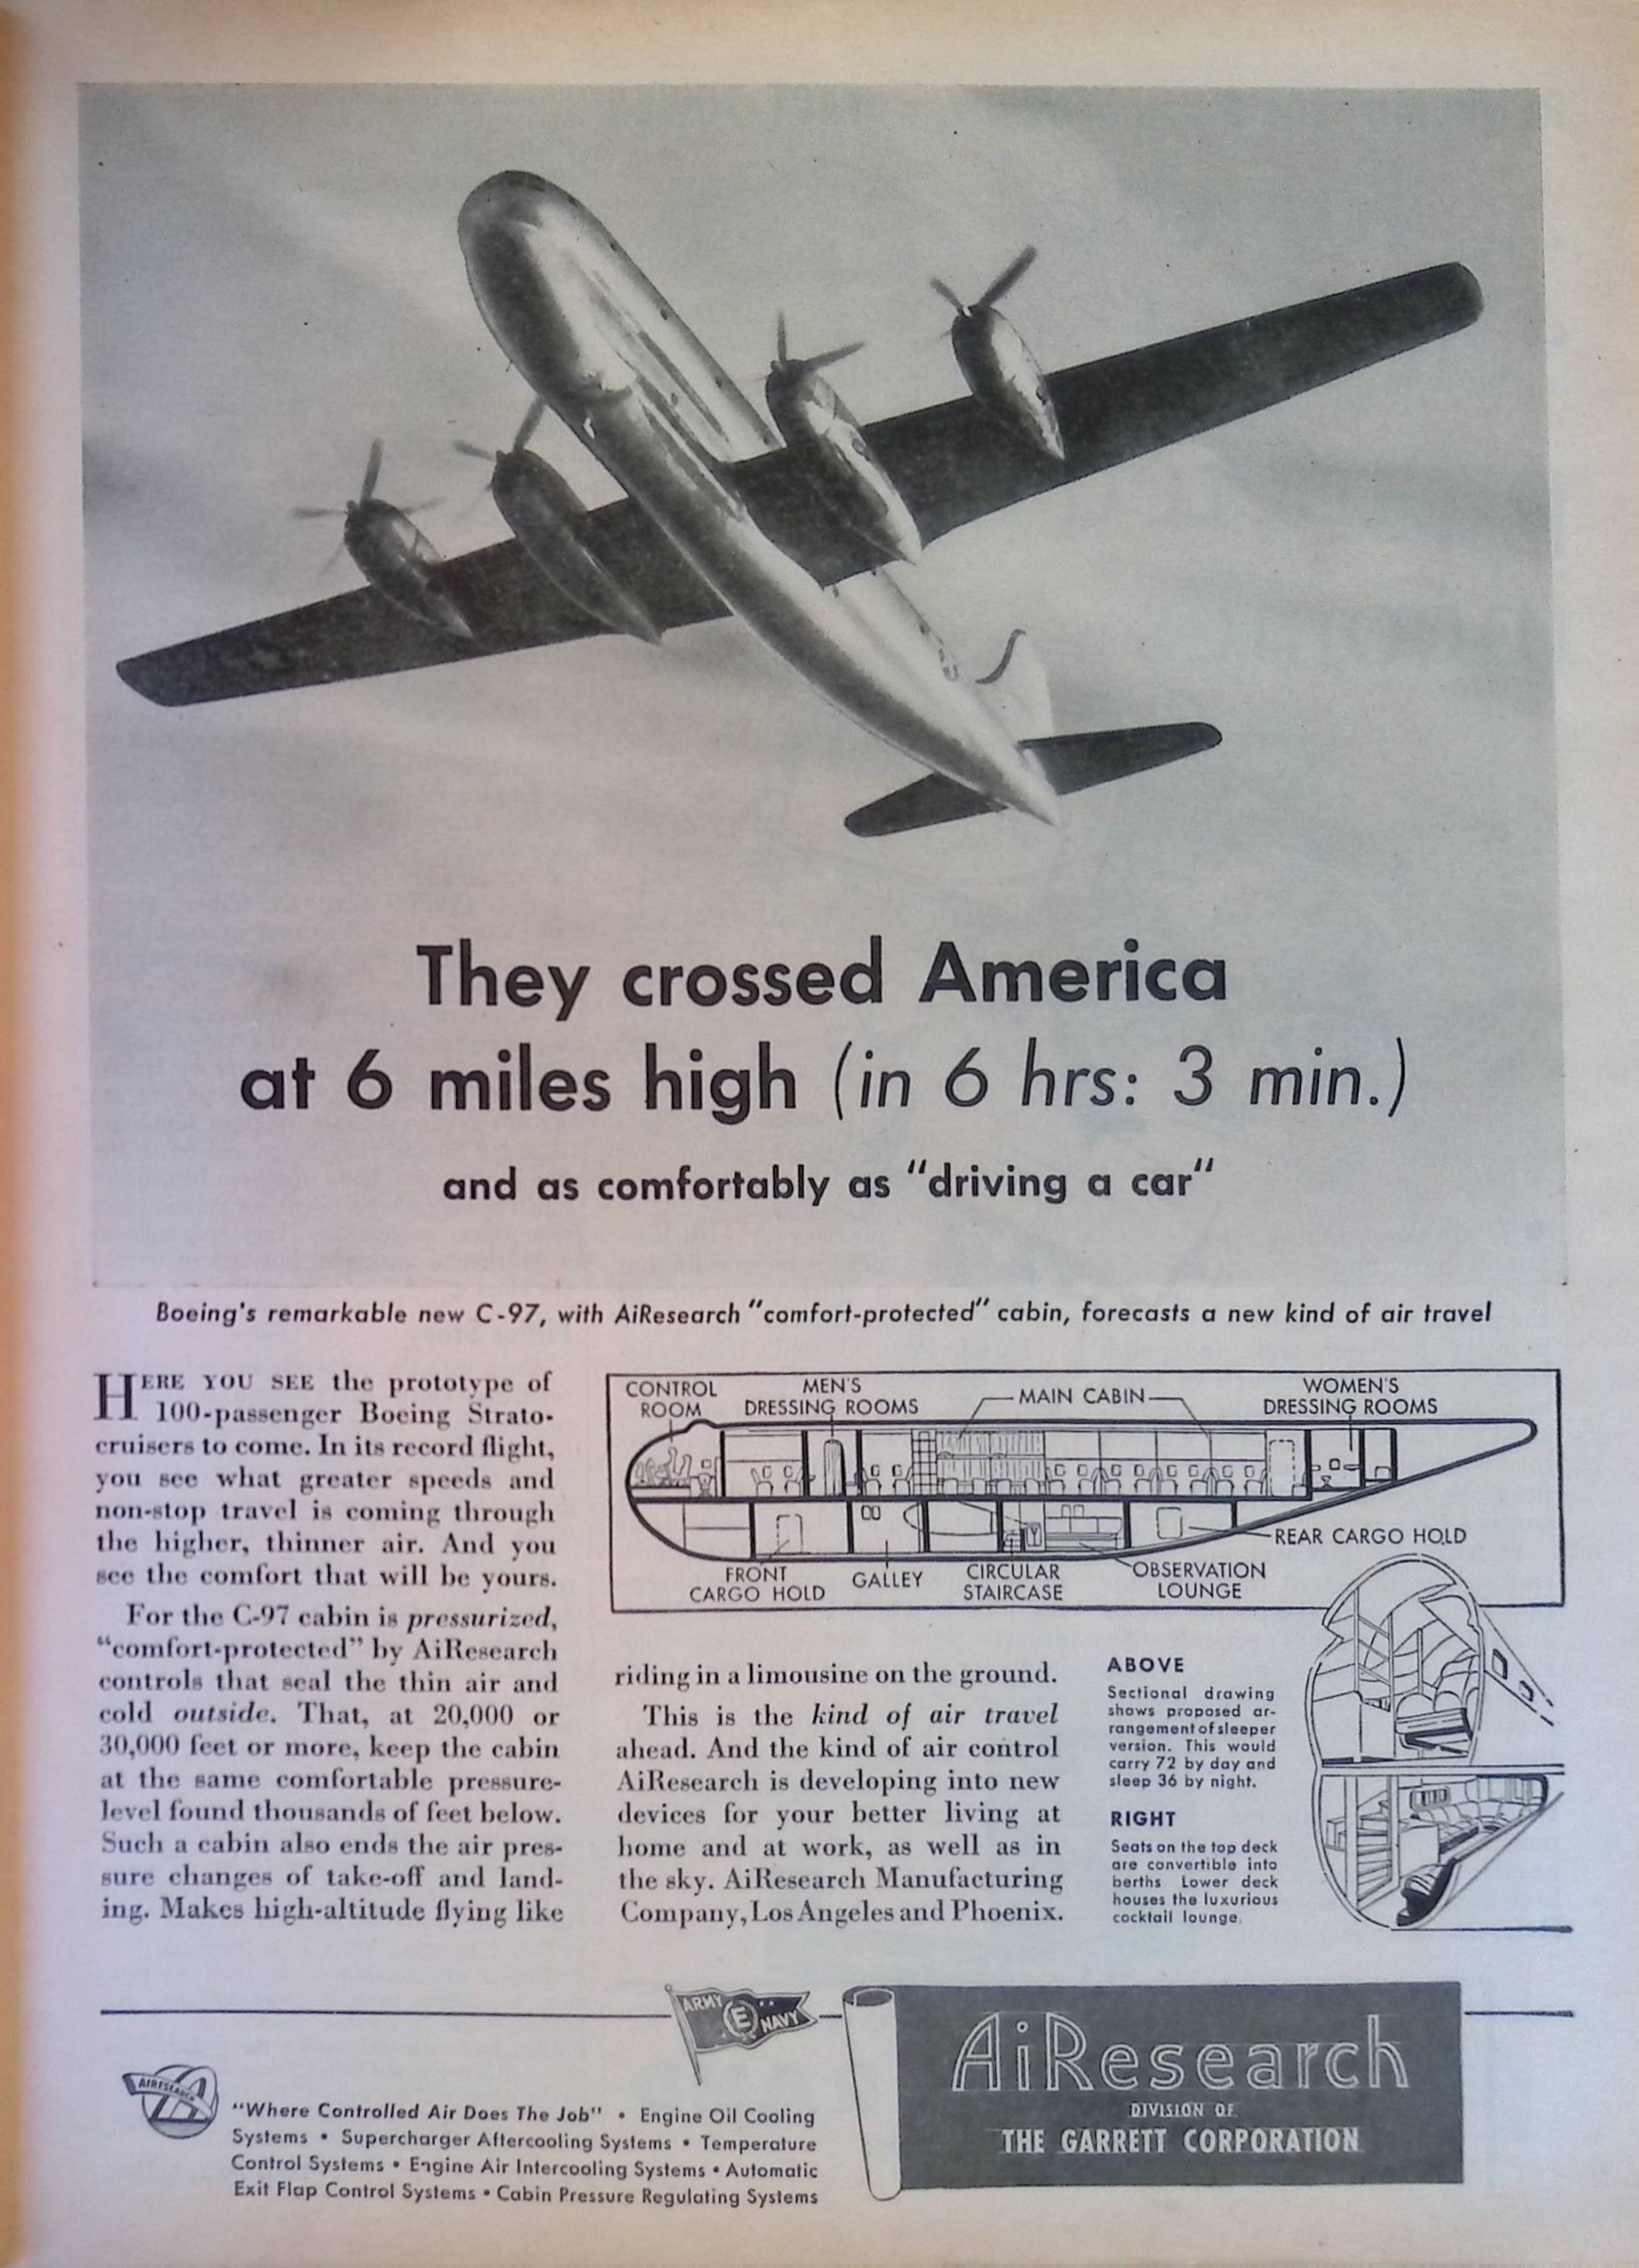 They crossed America
at 6 miles high (in 6 hrs: 3 min.)
and as comfortably as "driving a car"
Boeing's remarkable new C-97, with AiResearch "comfort-protected" cabin, forecasts a new kind of air travel
HERE YOU SEE the prototype of
100-passenger Boeing Strato-
cruisers to come. In its record flight,
you see what greater speeds and
non-stop travel is coming through
the higher, thinner air. And you
see the comfort that will be yours.
For the C-97 cabin is pressurized,
"comfort-protected" by AiResearch
controls that seal the thin air and
cold outside. That, at 20,000 or
30,000 feet or more, keep the cabin
at the same comfortable pressure-
level found thousands of feet below.
Such a cabin also ends the air pres-
sure changes of take-off and land-
ing. Makes high-altitude flying like
CONTROL
ROOM
MEN'S
DRESSING ROOMS
MAIN CABIN
WOMEN'S
DRESSING ROOMS
FRONT
CARGO HOLD
GALLEY
CIRCULAR
STAIRCASE
OBSERVATION
LOUNGE
REAR CARGO HOLD
riding in a limousine on the ground.
This is the kind of air travel
ahead. And the kind of air control
AiResearch is developing into new
devices for your better living at
home and at work, as well as in
the sky. AiResearch Manufacturing
Company, Los Angeles and Phoenix.
ABOVE
Sectional drawing
shows proposed ar-
rangement of sleeper
version. This would
carry 72 by day and
sleep 36 by night.
RIGHT
Seats on the top deck
are convertible into
berths Lower deck
houses the luxurious
cocktail lounge.
ARMY
E
NAVY
AIRESEARCH
"Where Controlled Air Does The Job" • Engine Oil Cooling
Systems • Supercharger Aftercooling Systems • Temperature
Control Systems • Engine Air Intercooling Systems • Automatic
Exit Flap Control Systems • Cabin Pressure Regulating Systems
AiResearch
DIVISION OF
THE GARRETT CORPORATION